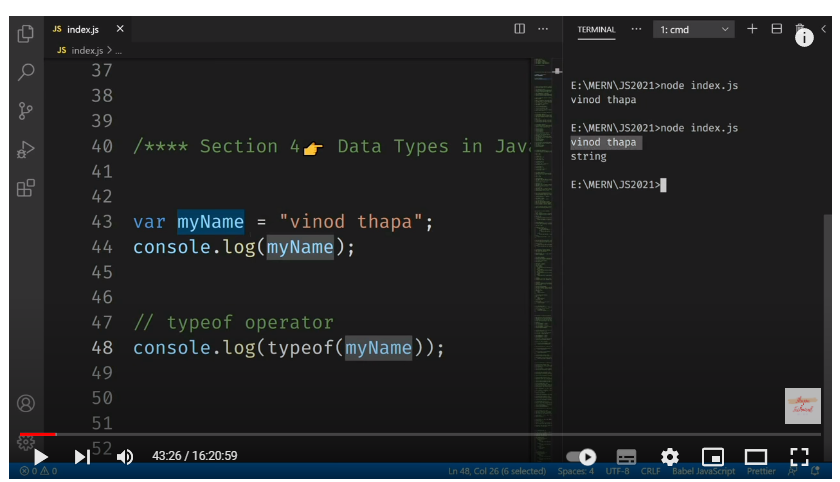 JS index.js ×
JS index.js > ...
37
38
39
40 /**** Section 4👉 Data Types in Jav
41
42
43 var myName = "vinod thapa";
44 console.log(myName);
45
46
47 // typeof operator
48 console.log(typeof(myName));
49
50
51
52
TERMINAL ... 1: cmd
E:\MERN\JS2021>node index.js
vinod thapa
E:\MERN\JS2021>node index.js
vinod thapa
string
E:\MERN\JS2021>
43:26 / 16:20:59
0 0 Ln 48, Col 26 (6 selected) Spaces: 4 UTF-8 CRLF Babel JavaScript Prettier